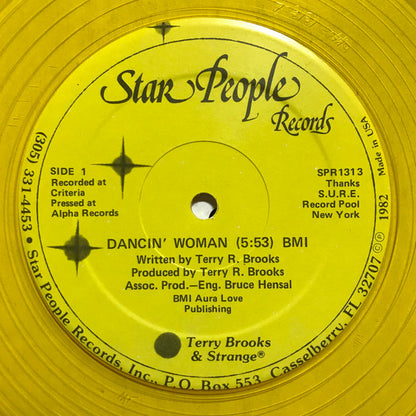 Star People
Records
SIDE 1
Recorded at
Criteria
Pressed at
Alpha Records
SPR1313
Thanks
S.U.R.E.
Record Pool
New York
DANCIN' WOMAN (5:53) BMI
Written by Terry R. Brooks
Produced by Terry R. Brooks
Assoc. Prod.—Eng. Bruce Hensal
BMI Aura Love
Publishing
Terry Brooks
& Strange®
(305) 331-4453 • Star People Records, Inc., P.O. Box 553, Casselberry, FL 32707 ©℗ 1982 Made in USA